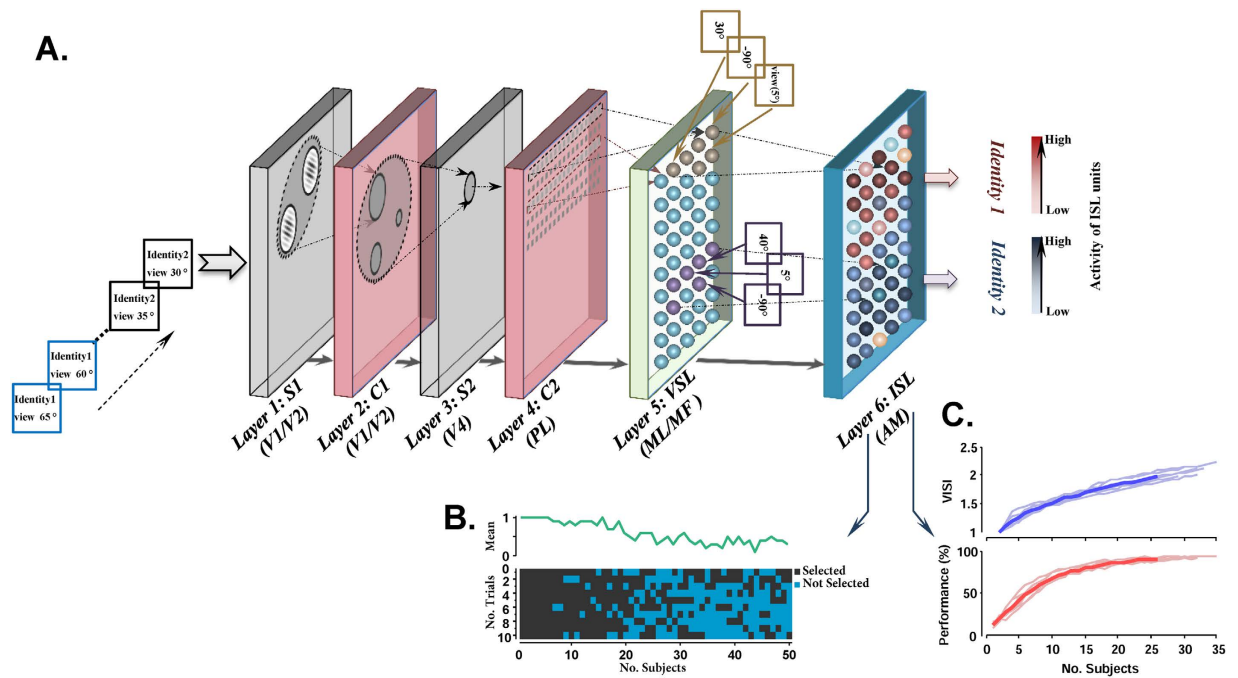 A.
30°
-90°
view(5°)
Identity2
view 30°
Identity2
view 35°
Identity1
view 60°
Identity1
view 65°
40°
5°
-90°
Layer 1: S1
(V1/V2)
Layer 2: C1
(V1/V2)
Layer 3: S2
(V4)
Layer 4: C2
(PL)
Layer 5: VSL
(ML/MF)
Layer 6: ISL
(AM)
Identity 1
Identity 2
High
Low
High
Low
Activity of ISL units
B.
Mean
1
0
No. Trials
0
2
4
6
8
10
Selected
Not Selected
0 10 20 30 40 50
No. Subjects
C.
VISI
2.5
2
1.5
1
Performance (%)
100
50
0
0 5 10 15 20 25 30 35
No. Subjects